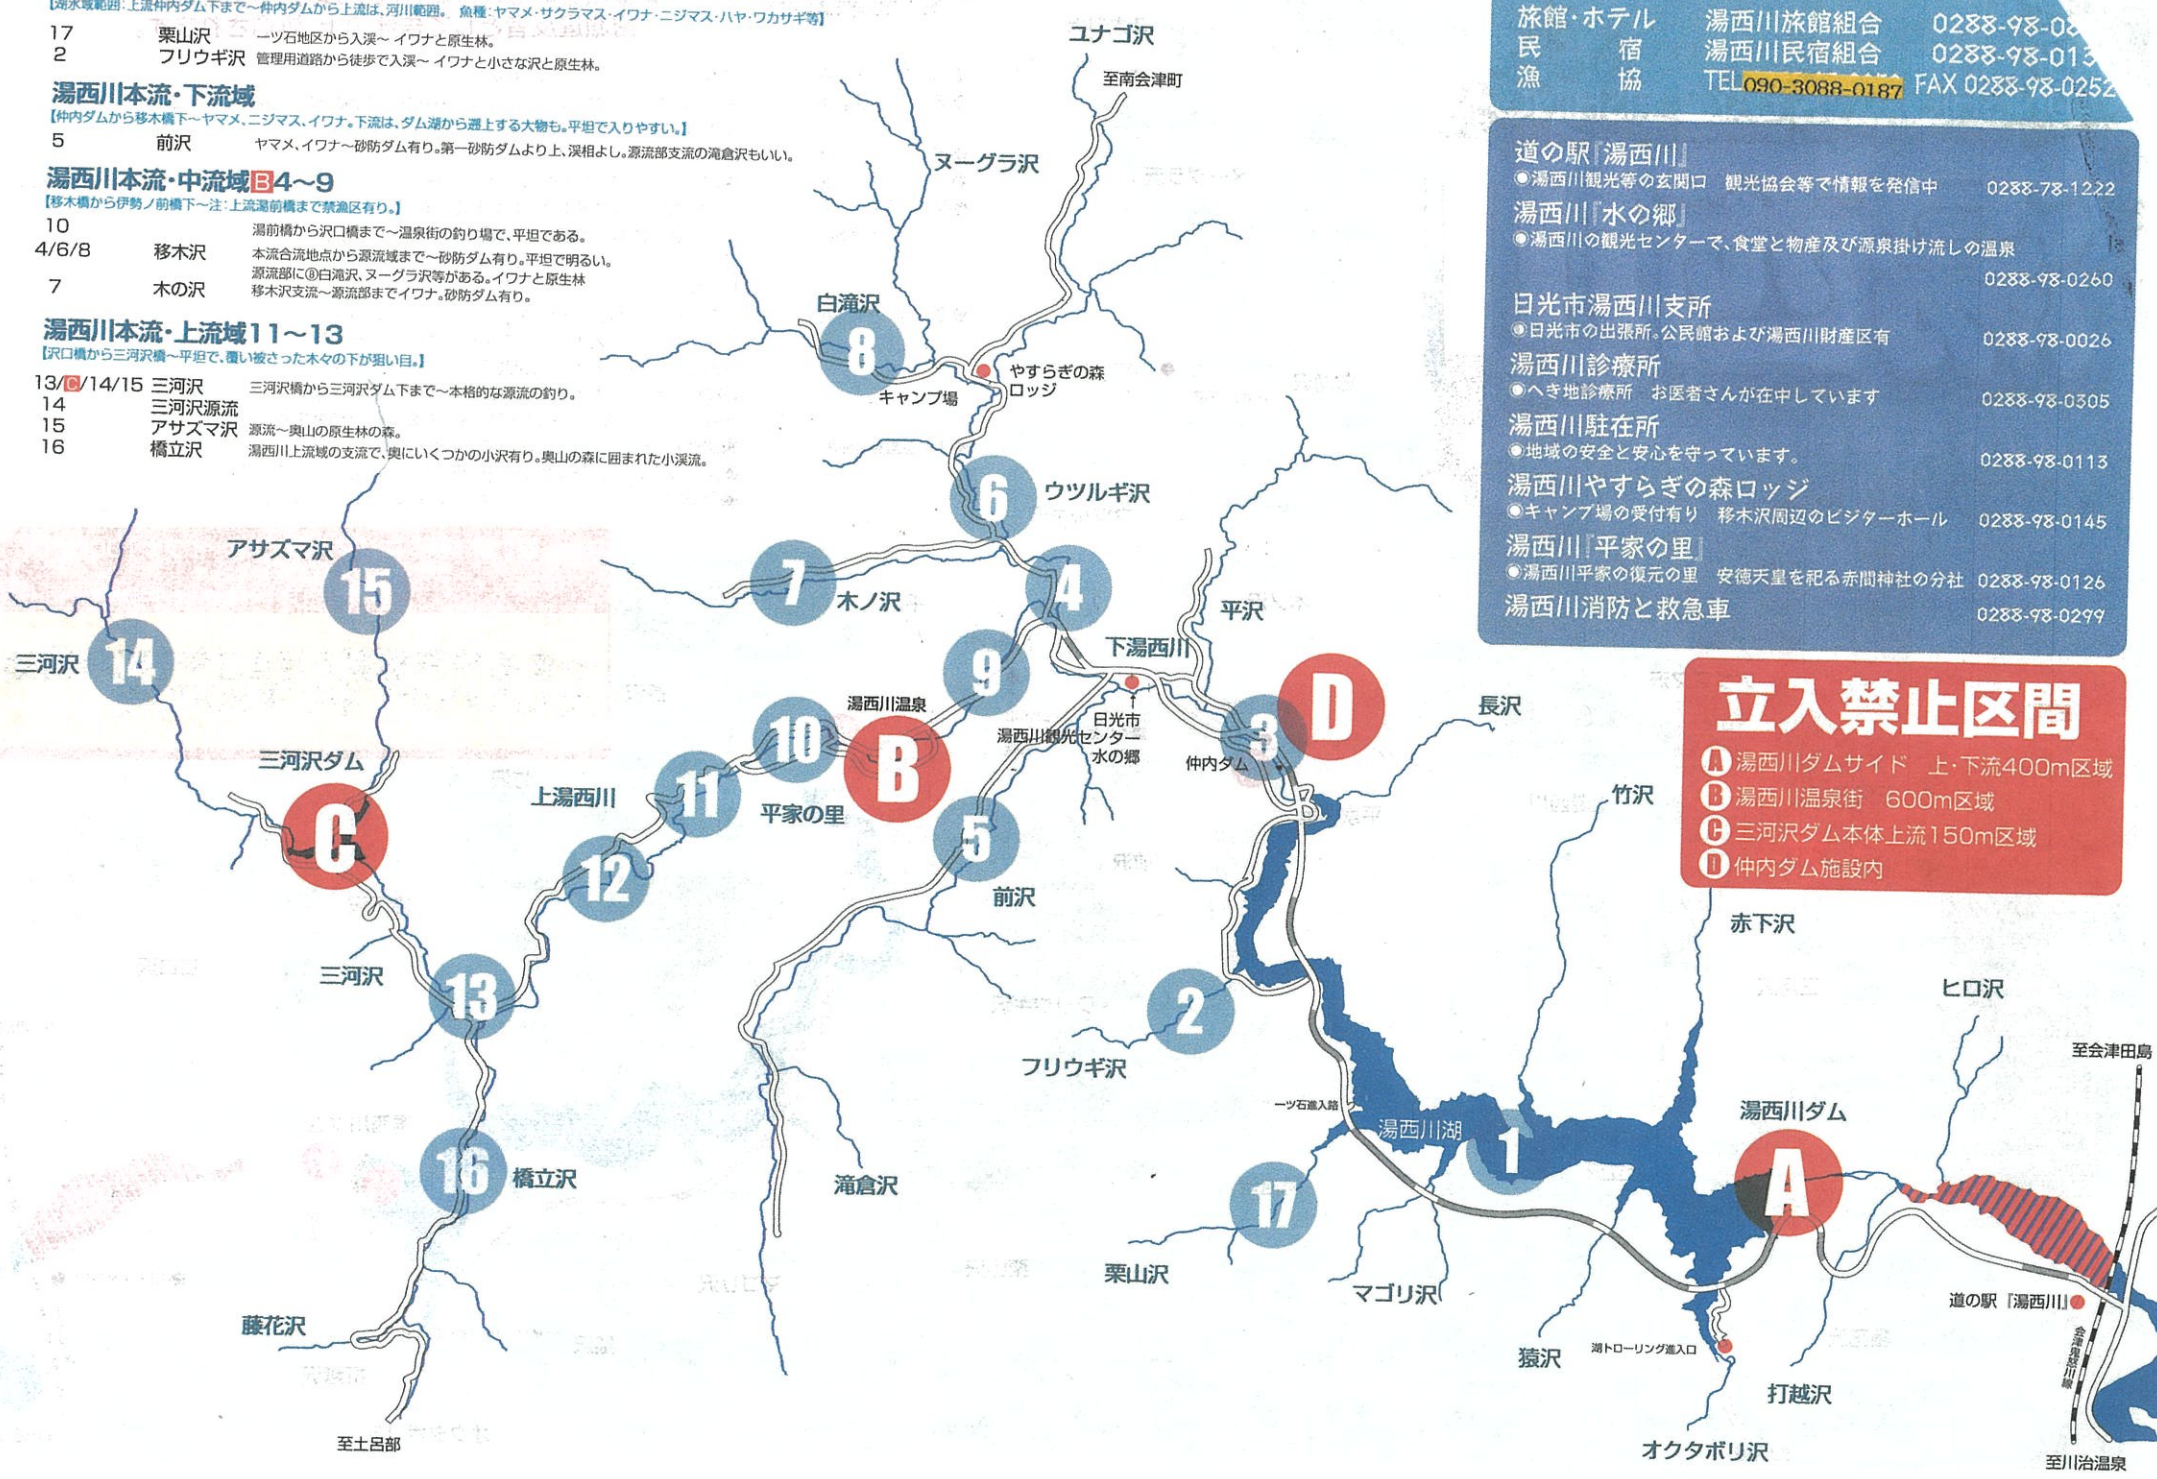 【湖水域範囲:上流仲内ダム下まで～仲内ダムから上流は、河川範囲。 魚種:ヤマメ・サクラマス・イワナ・ニジマス・ハヤ・ワカサギ等】
17 栗山沢 一ツ石地区から入渓～ イワナと原生林。
2 フリウギ沢 管理用道路から徒歩で入渓～ イワナと小さな沢と原生林。
湯西川本流・下流域
【仲内ダムから移木橋下～ヤマメ、ニジマス、イワナ。下流は、ダム湖から遡上する大物も。平坦で入りやすい。】
5 前沢 ヤマメ、イワナ～砂防ダム有り。第一砂防ダムより上、渓相よし。源流部支流の滝倉沢もいい。
湯西川本流・中流域B4～9
【移木橋から伊勢ノ前橋下～注:上流湯前橋まで禁漁区有り。】
10 湯前橋から沢口橋まで～温泉街の釣り場で、平坦である。
4/6/8 移木沢 本流合流地点から源流域まで～砂防ダム有り。平坦で明るい。
源流部に⑧白滝沢、ヌーグラ沢等がある。イワナと原生林
7 木の沢 移木沢支流～源流部までイワナ。砂防ダム有り。
湯西川本流・上流域11～13
【沢口橋から三河沢橋～平坦で、覆い被さった木々の下が狙い目。】
13/C/14/15 三河沢 三河沢橋から三河沢ダム下まで～本格的な源流の釣り。
14 三河沢源流
15 アサズマ沢 源流～奥山の原生林の森。
16 橋立沢 湯西川上流域の支流で、奥にいくつかの小沢有り。奥山の森に囲まれた小渓流。
旅館・ホテル 湯西川旅館組合 0288-98-0
民宿 湯西川民宿組合 0288-98-013
漁協 TEL 090-3088-0187 FAX 0288-98-0252
道の駅『湯西川』
◉湯西川観光等の玄関口 観光協会等で情報を発信中 0288-78-1222
湯西川『水の郷』
◉湯西川の観光センターで、食堂と物産及び源泉掛け流しの温泉
0288-98-0260
日光市湯西川支所
◉日光市の出張所。公民館および湯西川財産区有 0288-98-0026
湯西川診療所
◉へき地診療所 お医者さんが在中しています 0288-98-0305
湯西川駐在所
◉地域の安全と安心を守っています。 0288-98-0113
湯西川やすらぎの森ロッジ
◉キャンプ場の受付有り 移木沢周辺のビジターホール 0288-98-0145
湯西川『平家の里』
◉湯西川平家の復元の里 安徳天皇を祀る赤間神社の分社 0288-98-0126
湯西川消防と救急車 0288-98-0299
立入禁止区間
A 湯西川ダムサイド 上・下流400m区域
B 湯西川温泉街 600m区域
C 三河沢ダム本体上流150m区域
D 仲内ダム施設内
ユナゴ沢
至南会津町
ヌーグラ沢
白滝沢
8
やすらぎの森
ロッジ
キャンプ場
6
ウツルギ沢
7
木ノ沢
4
平沢
アサズマ沢
15
三河沢
14
9
下湯西川
3
D
長沢
湯西川温泉
10
B
日光市
湯西川観光センター
水の郷
仲内ダム
三河沢ダム
C
上湯西川
11
平家の里
5
竹沢
12
前沢
赤下沢
三河沢
13
2
フリウギ沢
ヒロ沢
至会津田島
一ツ石進入路
湯西川湖
1
湯西川ダム
A
16
橋立沢
滝倉沢
17
栗山沢
マゴリ沢
道の駅『湯西川』
会津鬼怒川線
藤花沢
猿沢
湖トローリング進入口
打越沢
至土呂部
オクタボリ沢
至川治温泉